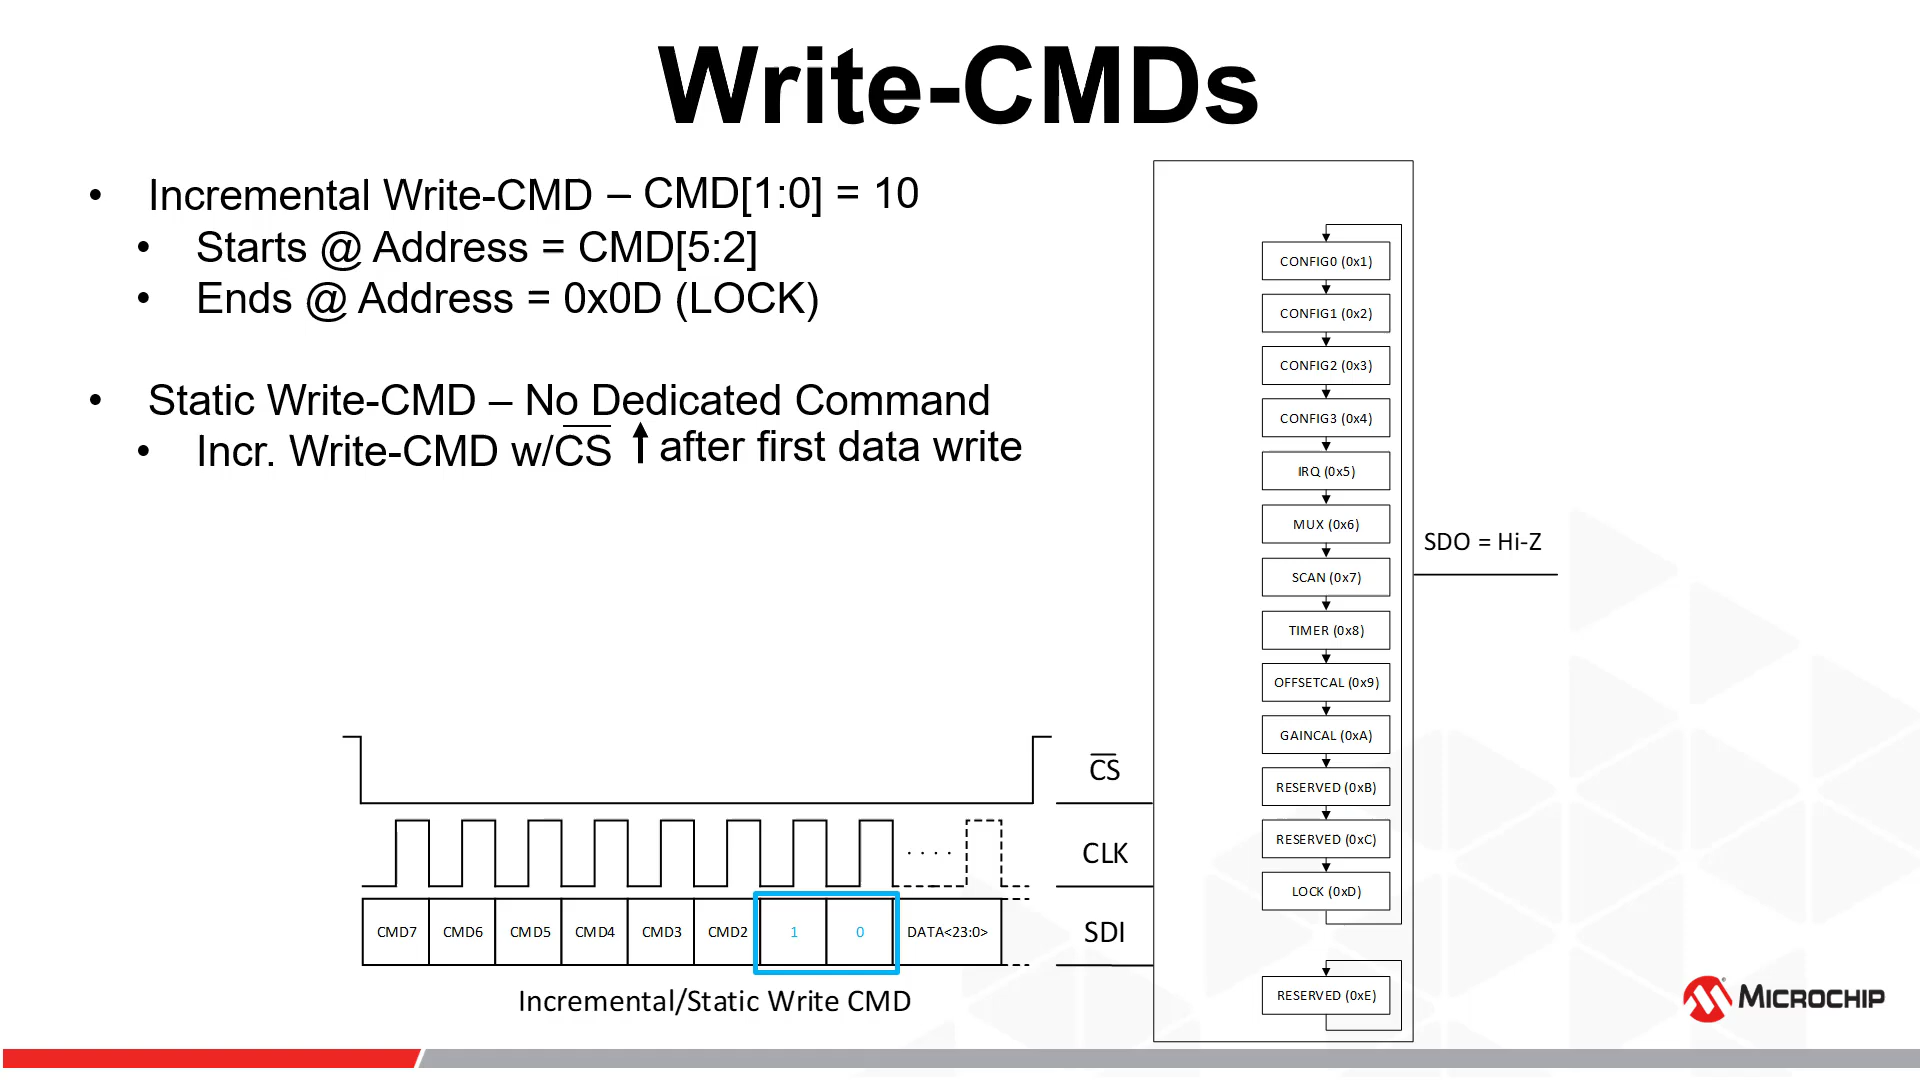 Write-CMDs
• Incremental Write-CMD – CMD[1:0] = 10
• Starts @ Address = CMD[5:2]
• Ends @ Address = 0x0D (LOCK)
• Static Write-CMD – No Dedicated Command
• Incr. Write-CMD w/C̅S̅ ↑ after first data write
CONFIG0 (0x1)
CONFIG1 (0x2)
CONFIG2 (0x3)
CONFIG3 (0x4)
IRQ (0x5)
MUX (0x6)
SCAN (0x7)
TIMER (0x8)
OFFSETCAL (0x9)
GAINCAL (0xA)
RESERVED (0xB)
RESERVED (0xC)
LOCK (0xD)
RESERVED (0xE)
SDO = Hi-Z
C̅S̅
CLK
SDI
CMD7 CMD6 CMD5 CMD4 CMD3 CMD2 1 0 DATA<23:0>
Incremental/Static Write CMD
MICROCHIP